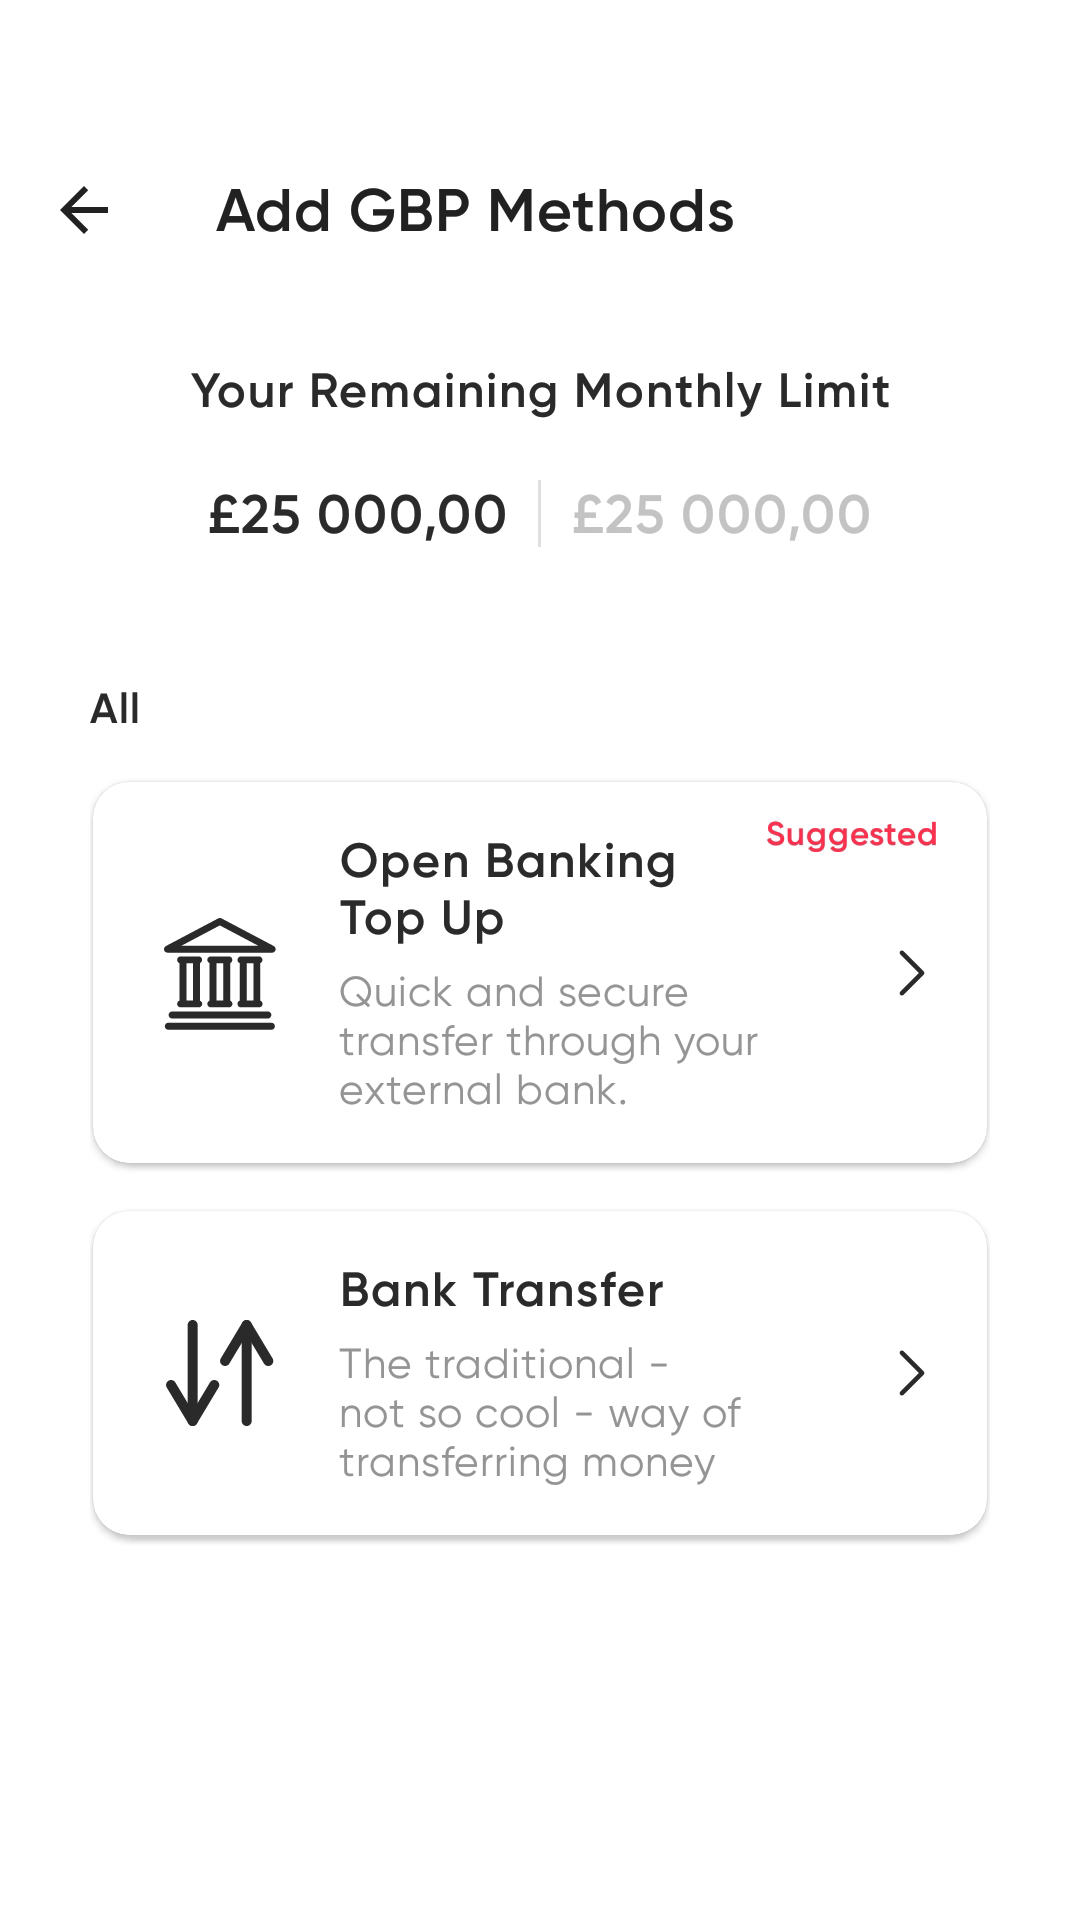 Add GBP Methods
Your Remaining Monthly Limit
£25 000,00 £25 000,00
All
Suggested
Open Banking
Top Up
Quick and secure
transfer through your
external bank.
Bank Transfer
The traditional -
not so cool - way of
transferring money